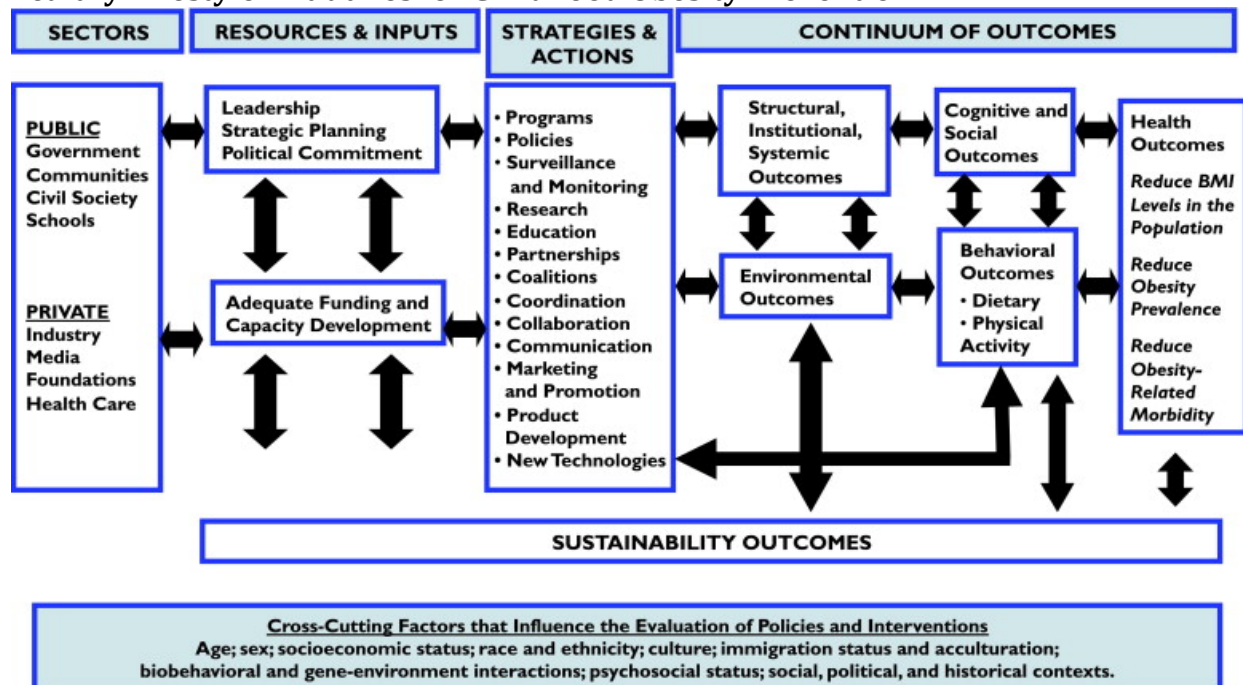 SECTORS
RESOURCES & INPUTS
STRATEGIES &
ACTIONS
CONTINUUM OF OUTCOMES
PUBLIC
Government
Communities
Civil Society
Schools
PRIVATE
Industry
Media
Foundations
Health Care
Leadership
Strategic Planning
Political Commitment
Adequate Funding and
Capacity Development
• Programs
• Policies
• Surveillance
and Monitoring
• Research
• Education
• Partnerships
• Coalitions
• Coordination
• Collaboration
• Communication
• Marketing
and Promotion
• Product
Development
• New Technologies
Structural,
Institutional,
Systemic
Outcomes
Environmental
Outcomes
Cognitive and
Social
Outcomes
Behavioral
Outcomes
• Dietary
• Physical
Activity
Health
Outcomes
Reduce BMI
Levels in the
Population
Reduce
Obesity
Prevalence
Reduce
Obesity-
Related
Morbidity
SUSTAINABILITY OUTCOMES
Cross-Cutting Factors that Influence the Evaluation of Policies and Interventions
Age; sex; socioeconomic status; race and ethnicity; culture; immigration status and acculturation;
biobehavioral and gene-environment interactions; psychosocial status; social, political, and historical contexts.